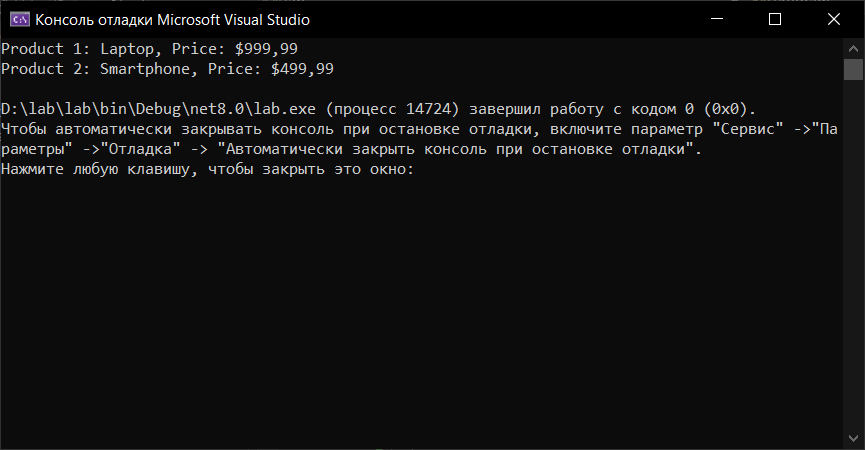 Консоль отладки Microsoft Visual Studio
Product 1: Laptop, Price: $999,99
Product 2: Smartphone, Price: $499,99
D:\lab\lab\bin\Debug\net8.0\lab.exe (процесс 14724) завершил работу с кодом 0 (0x0).
Чтобы автоматически закрывать консоль при остановке отладки, включите параметр "Сервис" ->"Па
раметры" ->"Отладка" -> "Автоматически закрыть консоль при остановке отладки".
Нажмите любую клавишу, чтобы закрыть это окно: